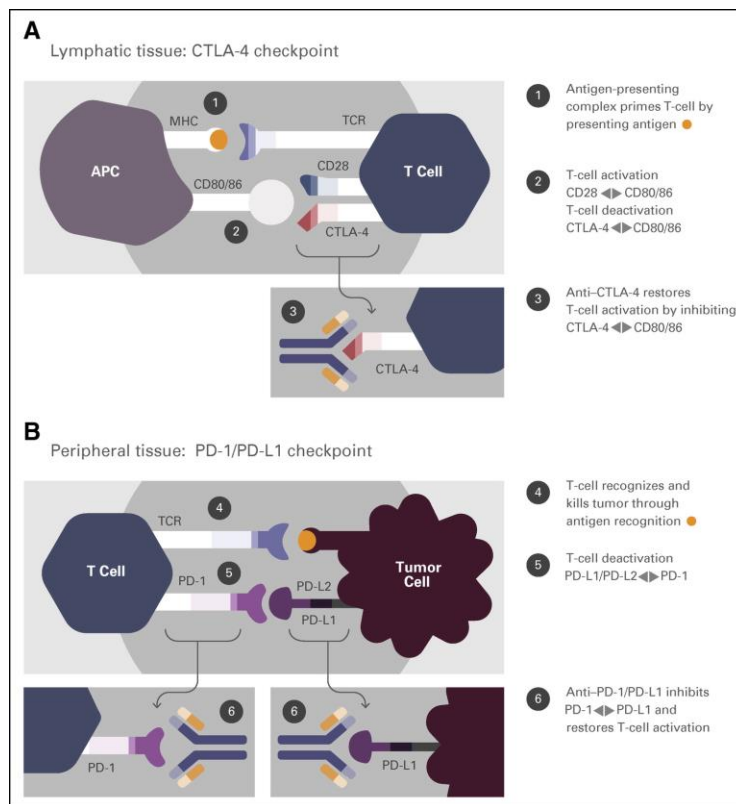 A
Lymphatic tissue: CTLA-4 checkpoint
1
MHC
TCR
APC
T Cell
CD28
CD80/86
2
CTLA-4
3
CTLA-4
1
Antigen-presenting
complex primes T-cell by
presenting antigen
2
T-cell activation
CD28 ◀▶ CD80/86
T-cell deactivation
CTLA-4 ◀▶ CD80/86
3
Anti–CTLA-4 restores
T-cell activation by inhibiting
CTLA-4 ◀▶ CD80/86
B
Peripheral tissue: PD-1/PD-L1 checkpoint
4
TCR
T Cell
5
PD-1
PD-L2
PD-L1
Tumor
Cell
6
PD-1
6
PD-L1
4
T-cell recognizes and
kills tumor through
antigen recognition
5
T-cell deactivation
PD-L1/PD-L2 ◀▶ PD-1
6
Anti–PD-1/PD-L1 inhibits
PD-1 ◀▶ PD-L1 and
restores T-cell activation